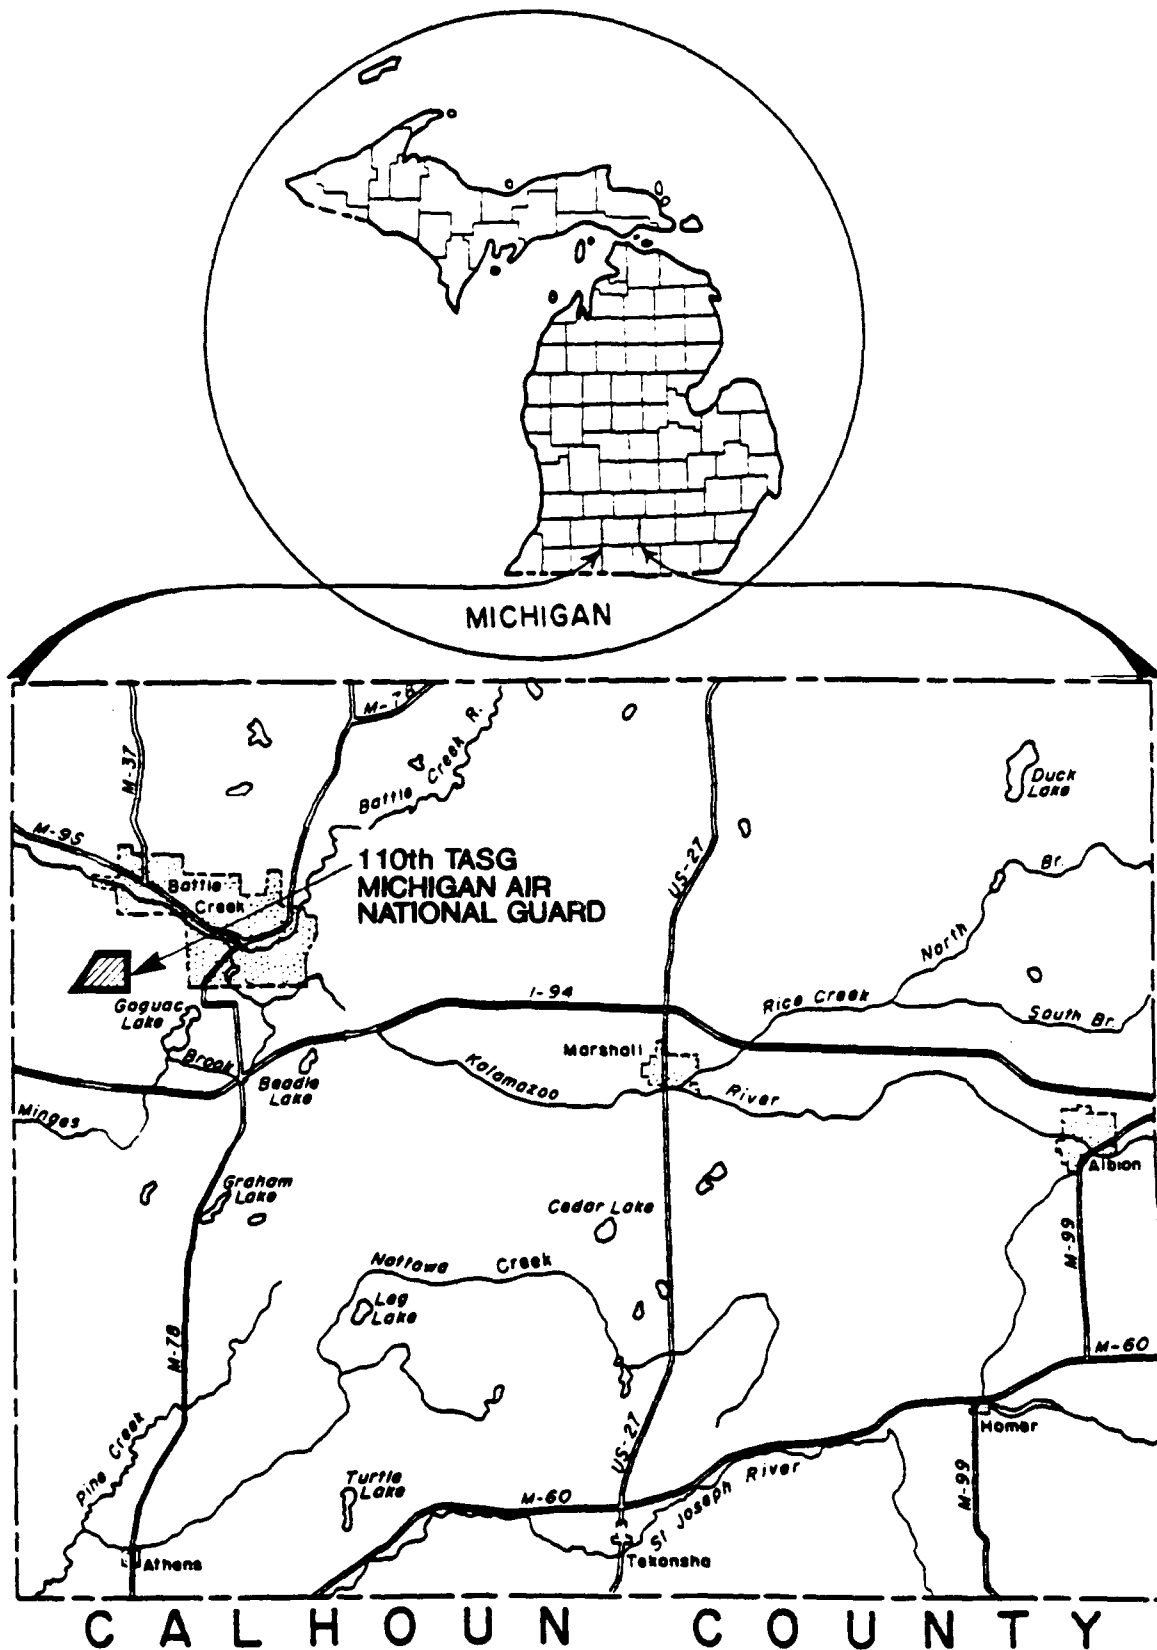 MICHIGAN
M-78
M-37
Battle Creek R.
Duck
Lake
M-95
US-27
110th TASG
MICHIGAN AIR
NATIONAL GUARD
Battle
Creek
North Br.
Goguac
Lake
I-94
Rice Creek
South Br.
Marshall
Brook
Beadle
Lake
Kalamazoo River
Minges
Albion
Graham
Lake
Cedar Lake
M-99
Nottawa Creek
Leg
Lake
M-78
M-60
Homer
Pine Creek
US-27
Turtle
Lake
M-60
St Joseph River
M-99
Athens
Tekonsha
CALHOUN COUNTY